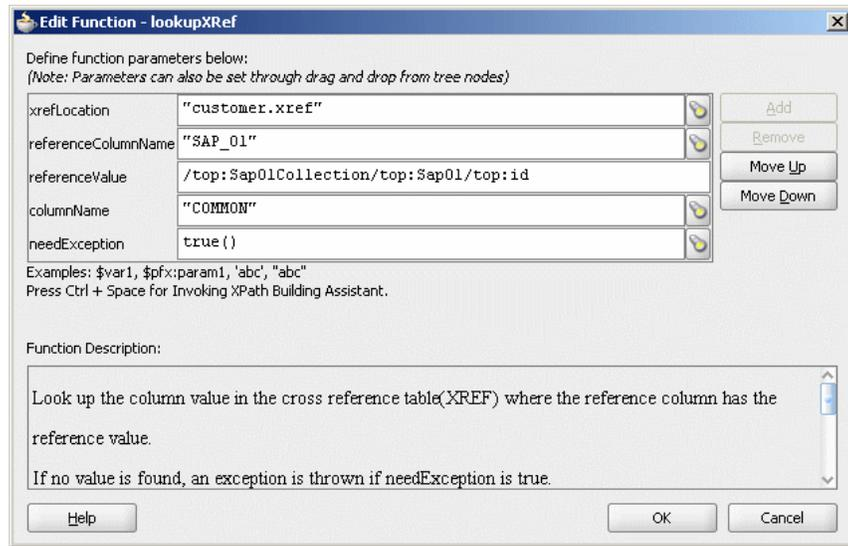 Edit Function - lookupXRef
Define function parameters below:
(Note: Parameters can also be set through drag and drop from tree nodes)
xrefLocation "customer.xref" Add
referenceColumnName "SAP_01" Remove
referenceValue /top:Sap01Collection/top:Sap01/top:id Move Up
columnName "COMMON" Move Down
needException true()
Examples: $var1, $pfx:param1, 'abc', "abc"
Press Ctrl + Space for Invoking XPath Building Assistant.
Function Description:
Look up the column value in the cross reference table(XREF) where the reference column has the
reference value.
If no value is found, an exception is thrown if needException is true.
Help OK Cancel